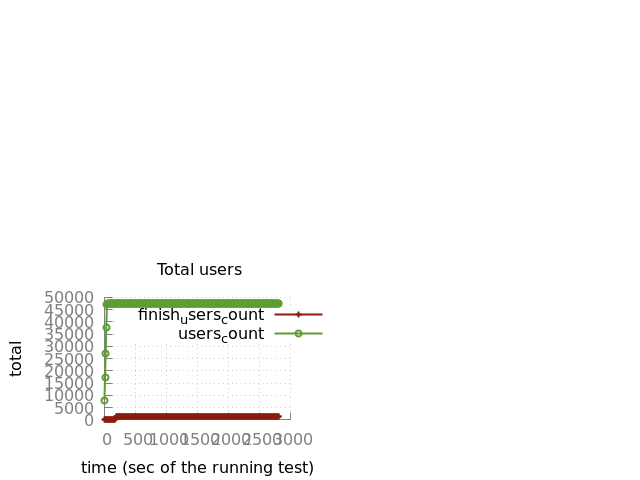 Total users
50000
45000
40000
35000
30000
25000
20000
15000
10000
5000
0
total
finish_users_count
users_count
0 500 1000 1500 2000 2500 3000
time (sec of the running test)